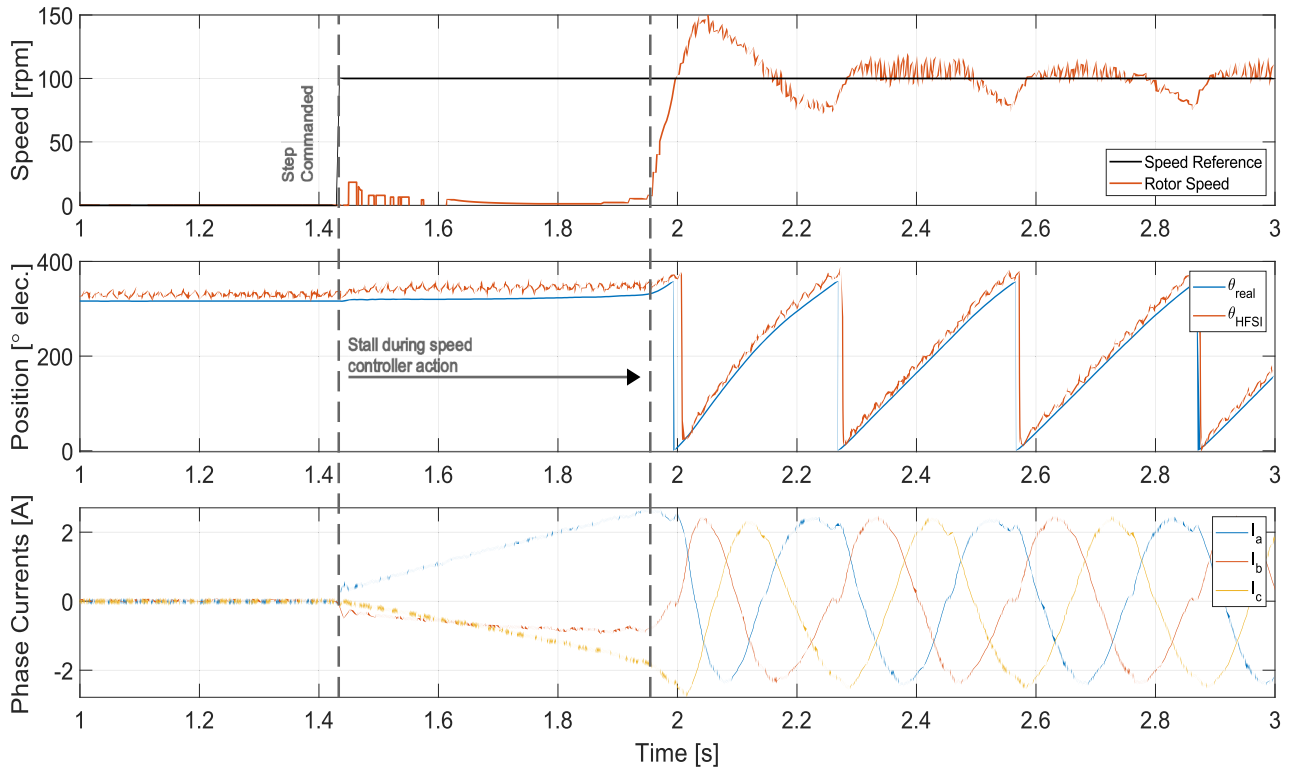 Speed [rpm]
150
100
50
0
Step
Commanded
Speed Reference
Rotor Speed
1 1.2 1.4 1.6 1.8 2 2.2 2.4 2.6 2.8 3
Position [° elec.]
400
200
0
θreal
θHFSI
Stall during speed
controller action
1 1.2 1.4 1.6 1.8 2 2.2 2.4 2.6 2.8 3
Phase Currents [A]
2
0
-2
Ia
Ib
Ic
1 1.2 1.4 1.6 1.8 2 2.2 2.4 2.6 2.8 3
Time [s]